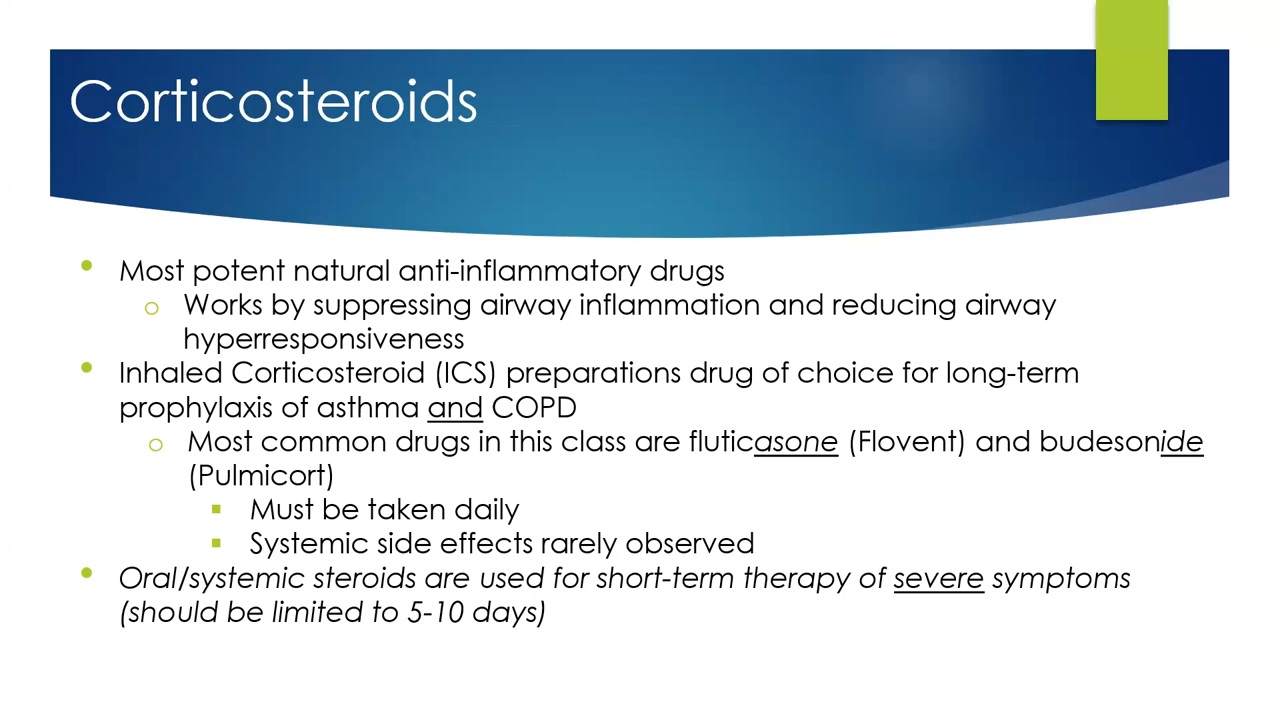 Corticosteroids
• Most potent natural anti-inflammatory drugs
o Works by suppressing airway inflammation and reducing airway
hyperresponsiveness
• Inhaled Corticosteroid (ICS) preparations drug of choice for long-term
prophylaxis of asthma and COPD
o Most common drugs in this class are fluticasone (Flovent) and budesonide
(Pulmicort)
▪ Must be taken daily
▪ Systemic side effects rarely observed
• Oral/systemic steroids are used for short-term therapy of severe symptoms
(should be limited to 5-10 days)